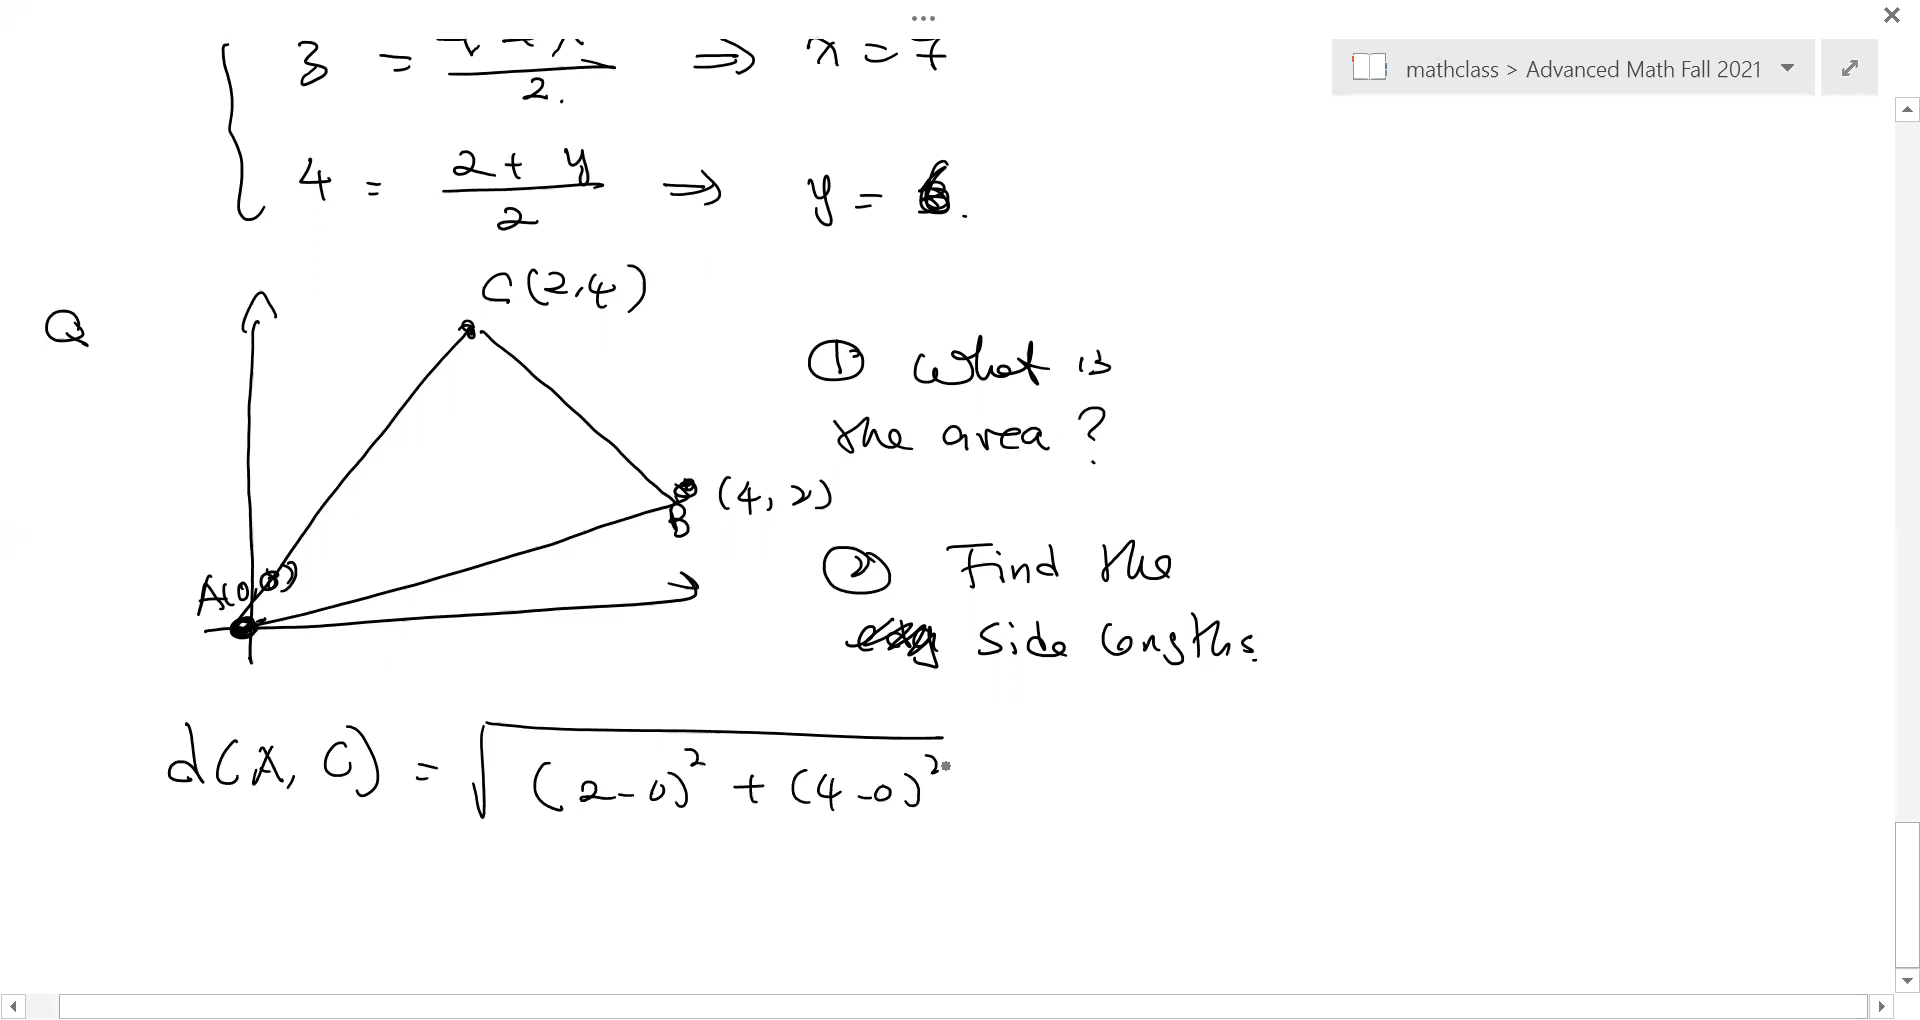 mathclass > Advanced Math Fall 2021
3 = / 2. ⇒ x = 7
4 = (2 + y) / 2 ⇒ y = 6.
Q
C(2,4)
① What is
the area ?
(4, 2)
B
A(0,0)
② Find the
side lengths.
d(A, C) = √((2-0)² + (4-0)²)